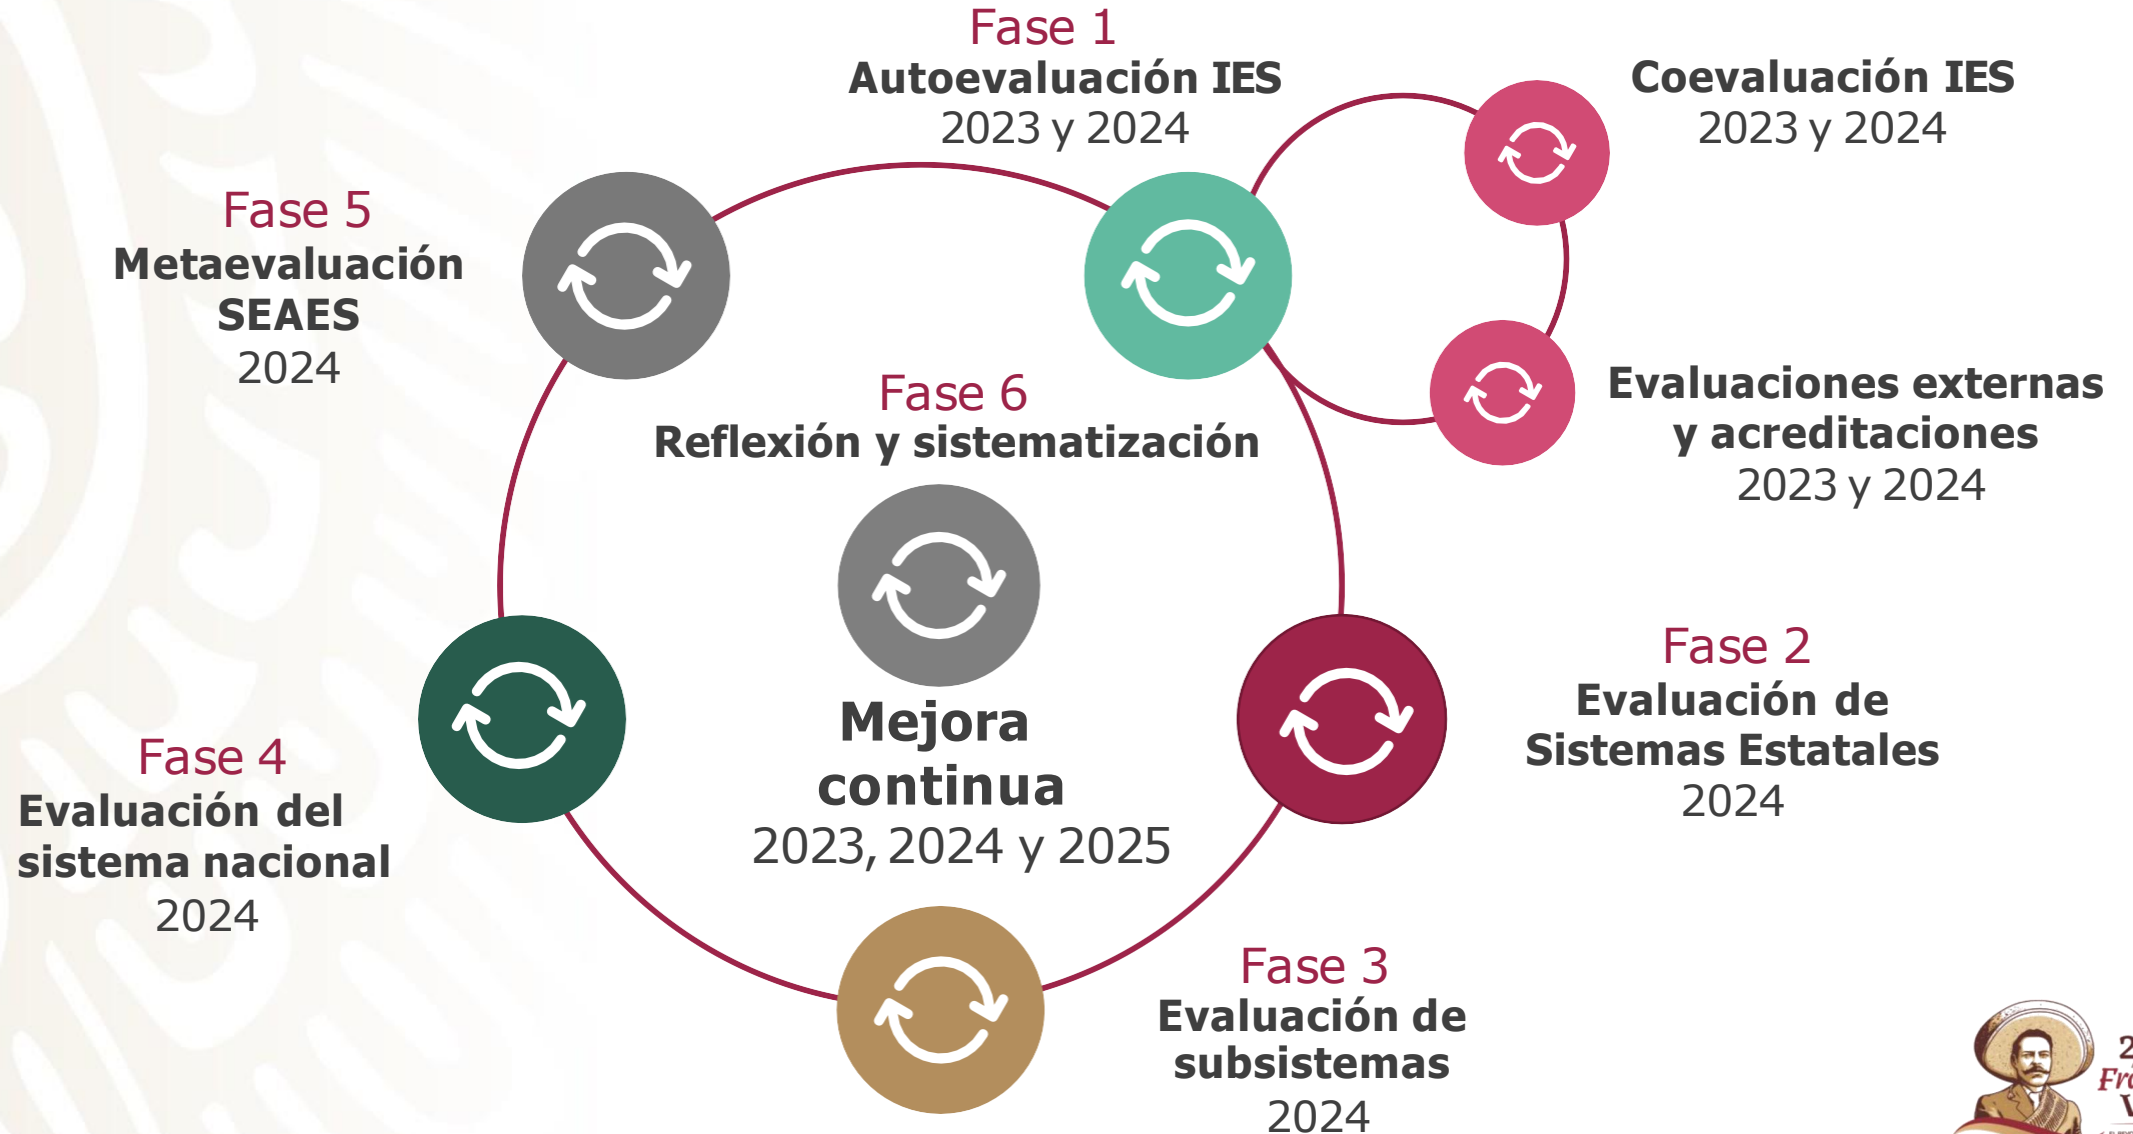 Fase 1
Autoevaluación IES
2023 y 2024
Coevaluación IES
2023 y 2024
Evaluaciones externas
y acreditaciones
2023 y 2024
Fase 2
Evaluación de
Sistemas Estatales
2024
Fase 3
Evaluación de
subsistemas
2024
Fase 4
Evaluación del
sistema nacional
2024
Fase 5
Metaevaluación
SEAES
2024
Fase 6
Reflexión y sistematización
Mejora
continua
2023, 2024 y 2025